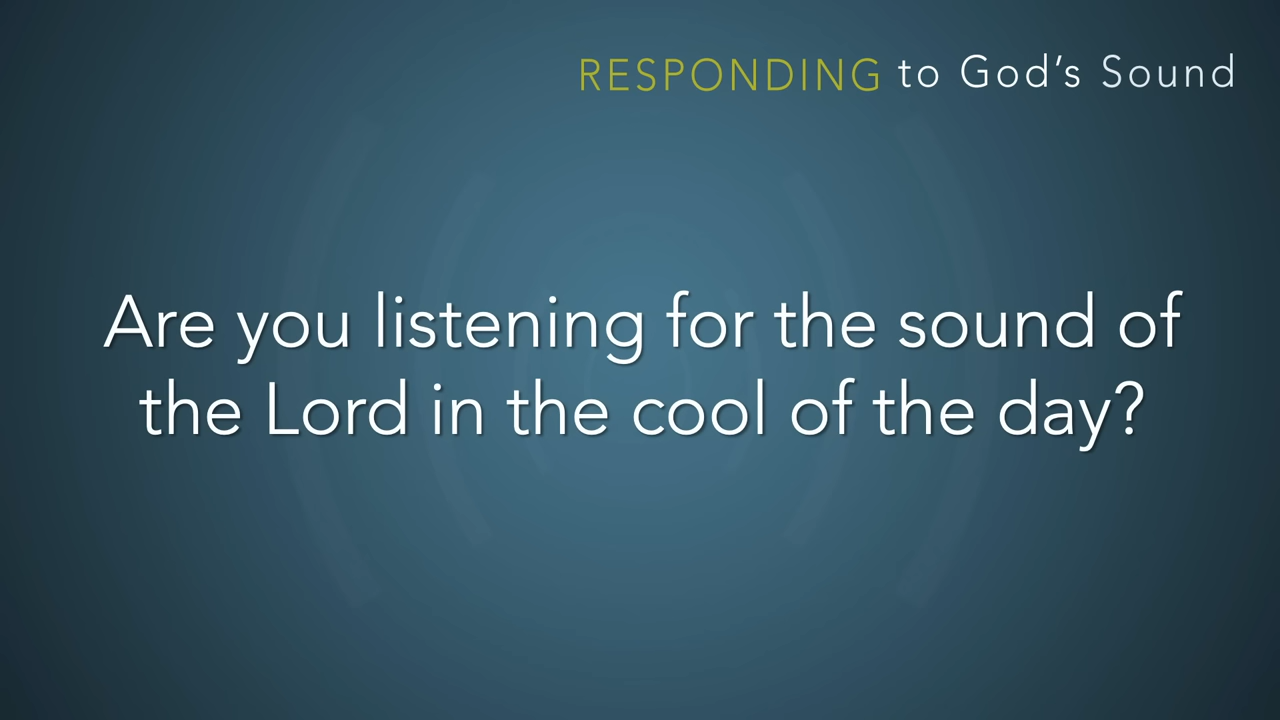 RESPONDING to God's Sound
Are you listening for the sound of
the Lord in the cool of the day?